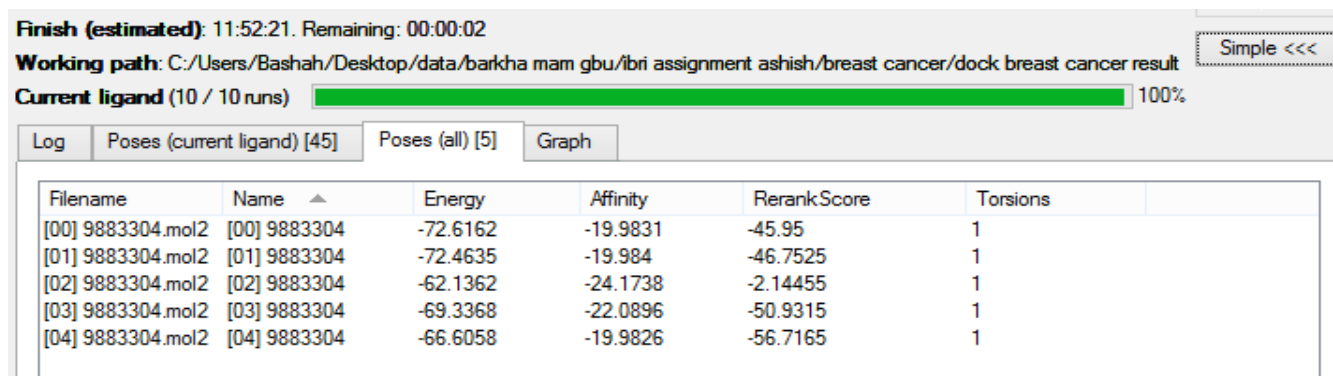 Finish (estimated): 11:52:21. Remaining: 00:00:02
Simple <<<
Working path: C:/Users/Bashah/Desktop/data/barkha mam gbu/ibri assignment ashish/breast cancer/dock breast cancer result
Current ligand (10 / 10 runs) 100%
Log Poses (current ligand) [45] Poses (all) [5] Graph
Filename Name Energy Affinity RerankScore Torsions
[00] 9883304.mol2 [00] 9883304 -72.6162 -19.9831 -45.95 1
[01] 9883304.mol2 [01] 9883304 -72.4635 -19.984 -46.7525 1
[02] 9883304.mol2 [02] 9883304 -62.1362 -24.1738 -2.14455 1
[03] 9883304.mol2 [03] 9883304 -69.3368 -22.0896 -50.9315 1
[04] 9883304.mol2 [04] 9883304 -66.6058 -19.9826 -56.7165 1